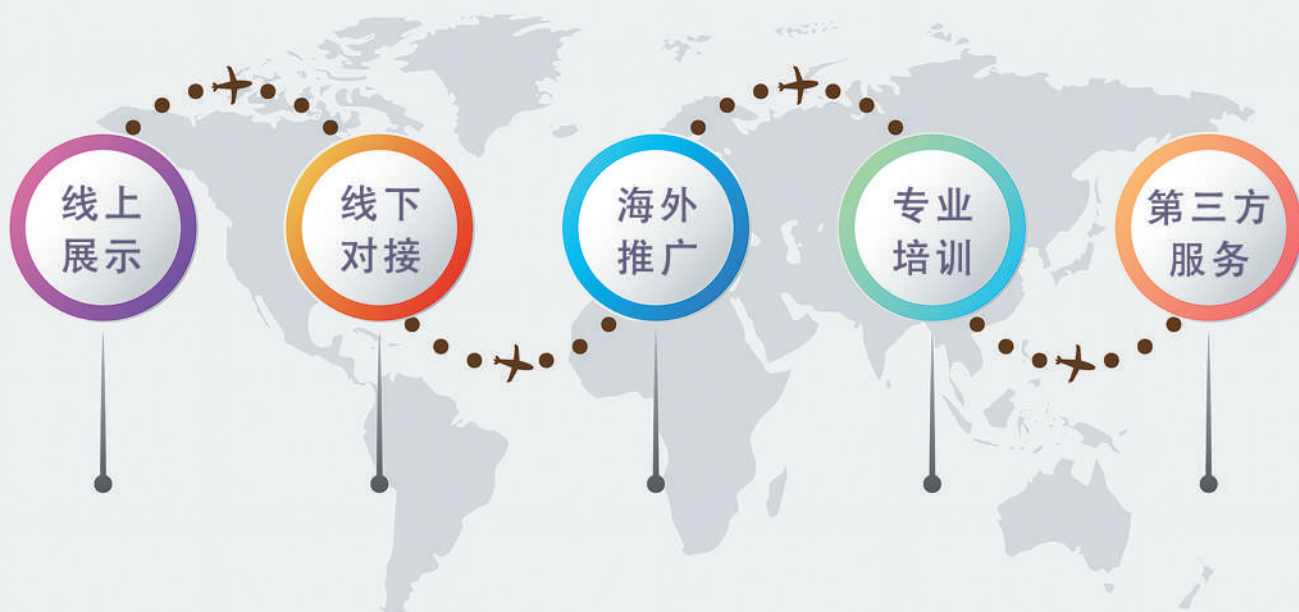 线上
展示
线下
对接
海外
推广
专业
培训
第三方
服务